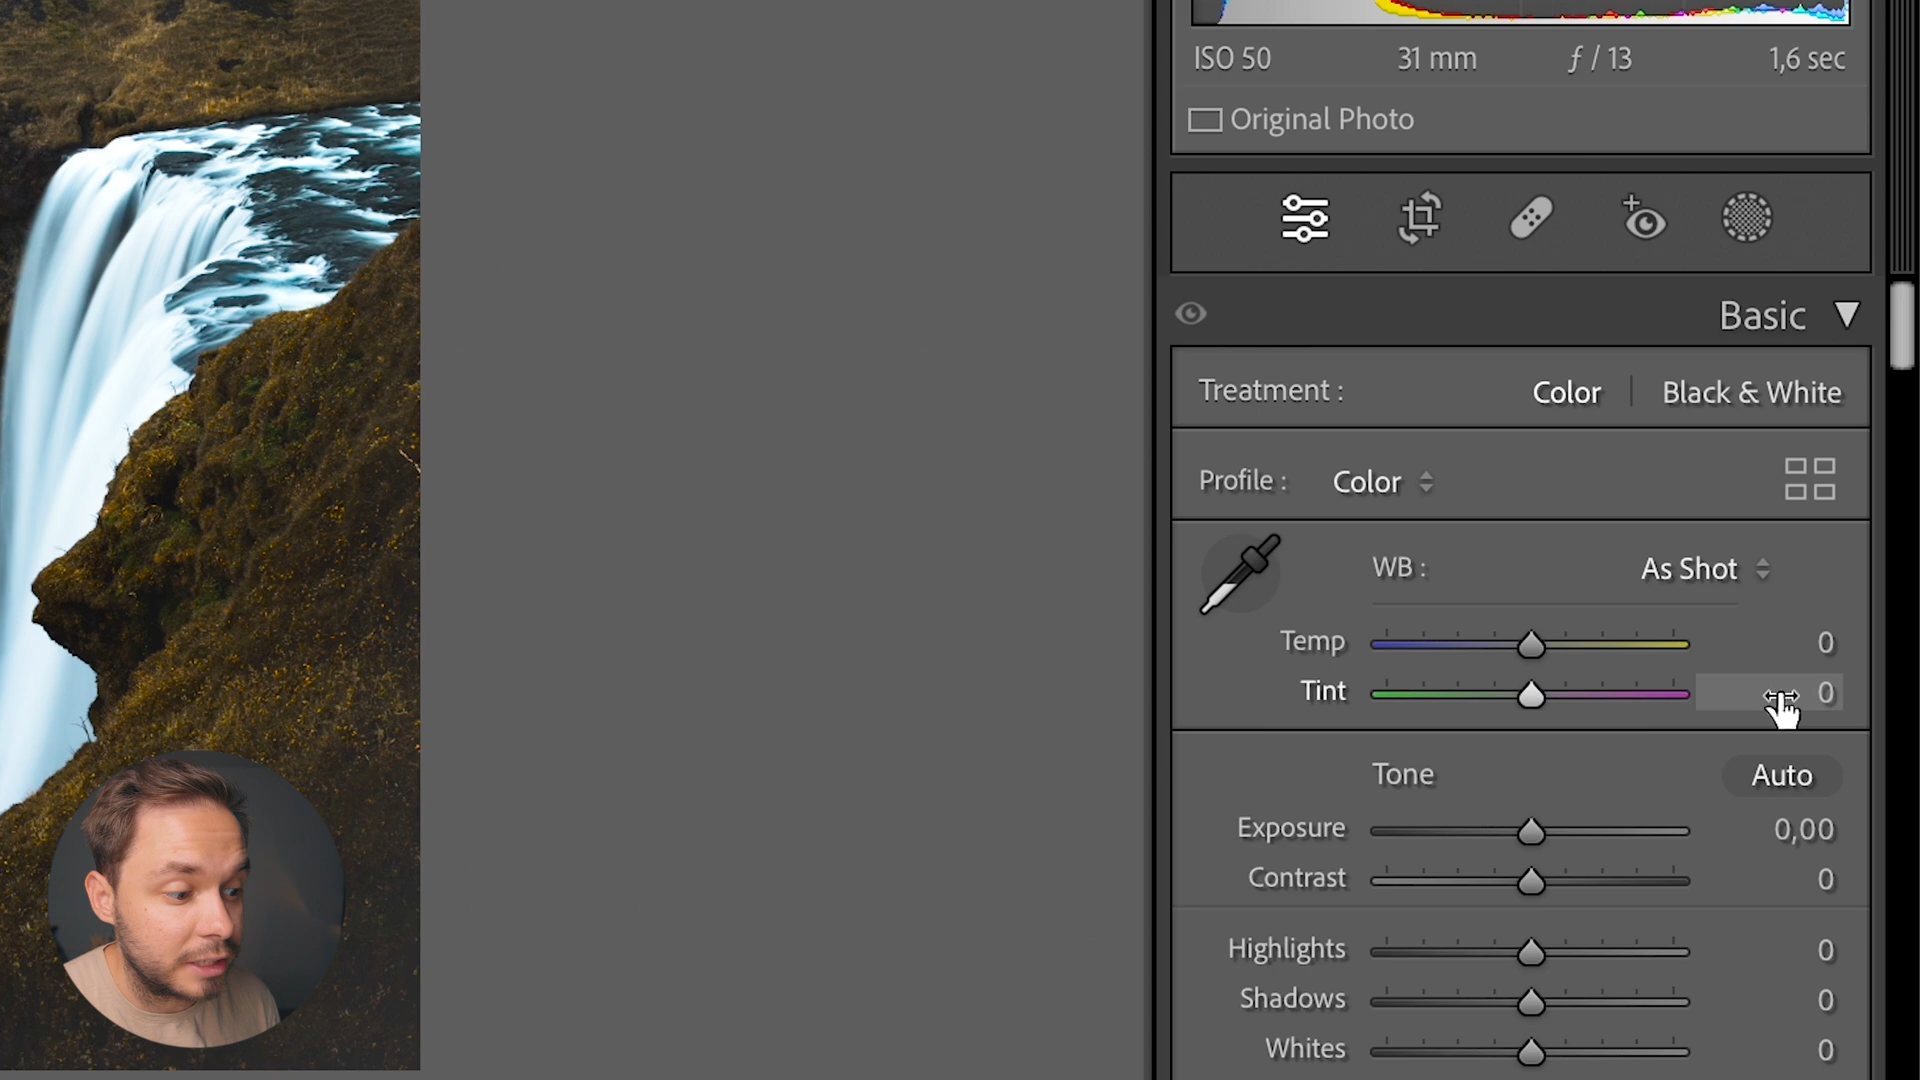 ISO 50 31 mm ƒ / 13 1,6 sec
Original Photo
Basic ▼
Treatment : Color | Black & White
Profile : Color
WB : As Shot
Temp 0
Tint 0
Tone Auto
Exposure 0,00
Contrast 0
Highlights 0
Shadows 0
Whites 0